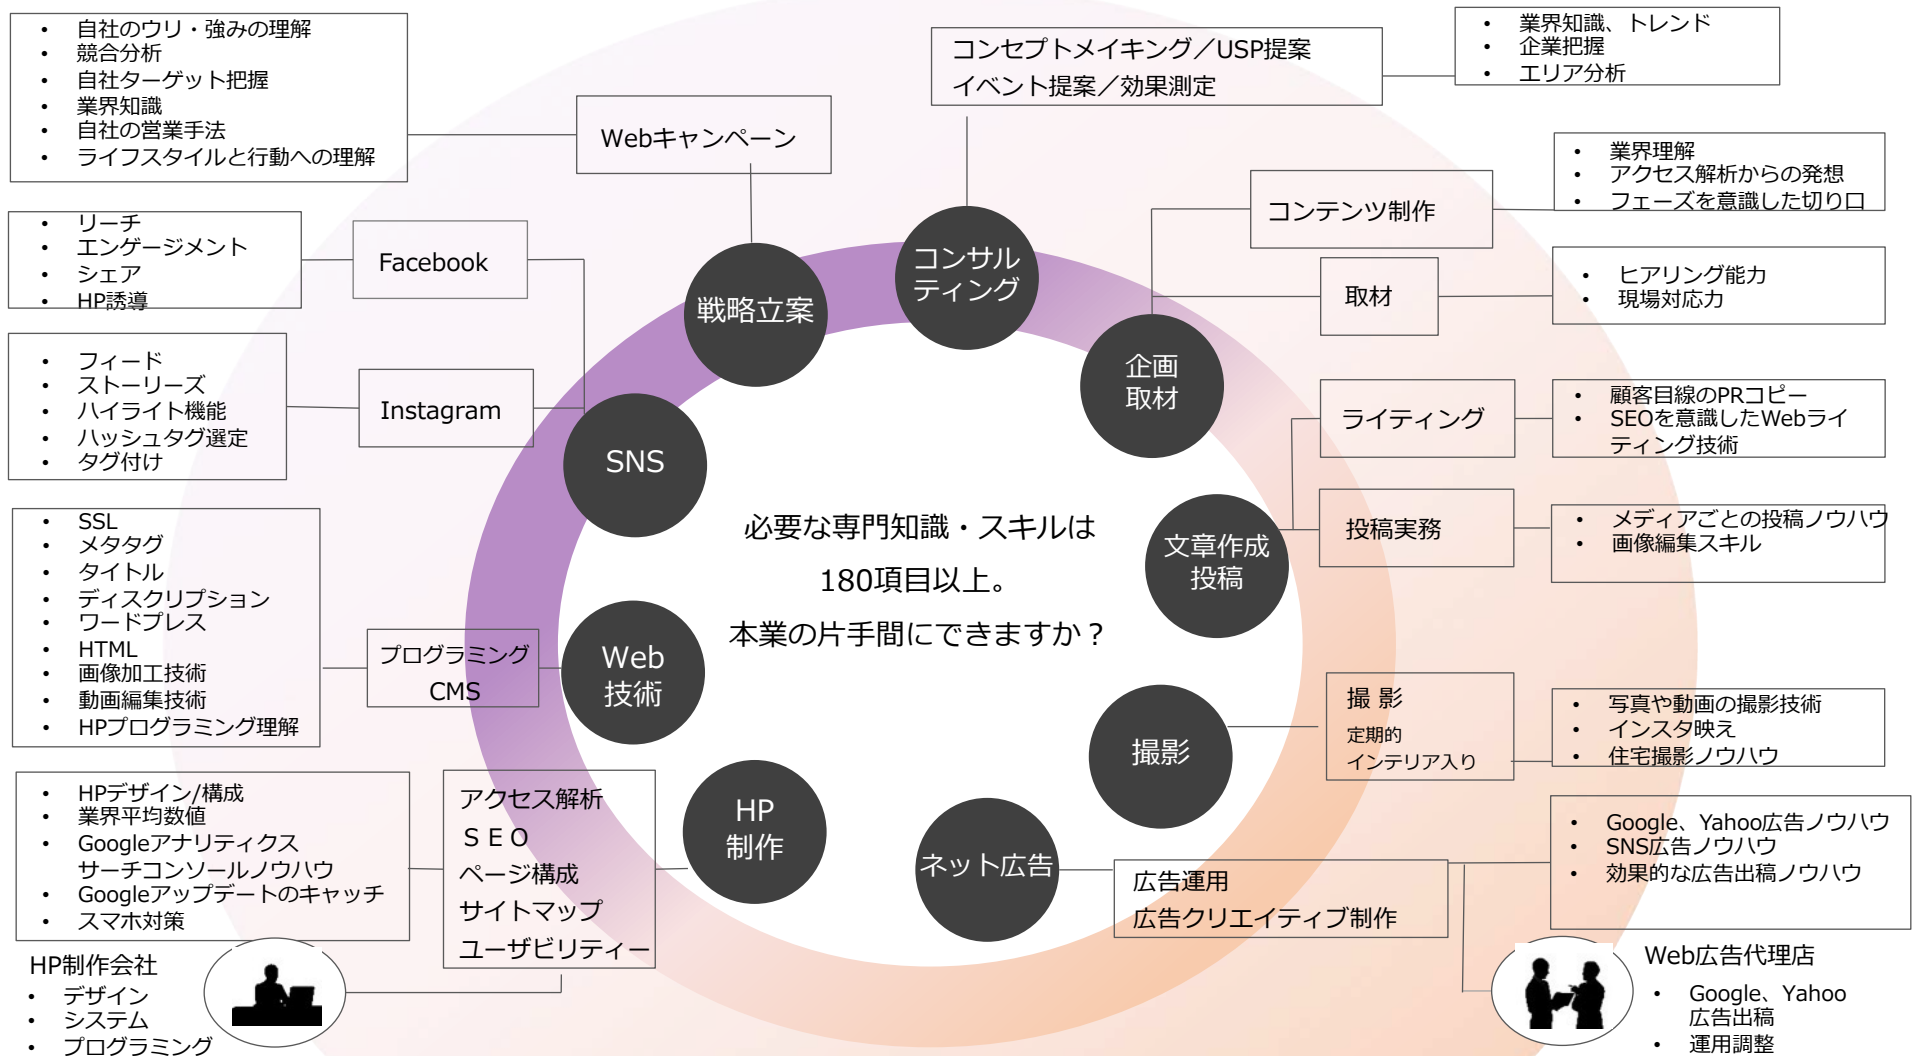 • 自社のウリ・強みの理解
• 競合分析
• 自社ターゲット把握
• 業界知識
• 自社の営業手法
• ライフスタイルと行動への理解
Webキャンペーン
コンセプトメイキング／USP提案
イベント提案／効果測定
• 業界知識、トレンド
• 企業把握
• エリア分析
• リーチ
• エンゲージメント
• シェア
• HP誘導
Facebook
戦略立案
コンサル
ティング
コンテンツ制作
• 業界理解
• アクセス解析からの発想
• フェーズを意識した切り口
取材
• ヒアリング能力
• 現場対応力
企画
取材
• フィード
• ストーリーズ
• ハイライト機能
• ハッシュタグ選定
• タグ付け
Instagram
SNS
ライティング
• 顧客目線のPRコピー
• SEOを意識したWebライ
ティング技術
必要な専門知識・スキルは
180項目以上。
本業の片手間にできますか？
文章作成
投稿
投稿実務
• メディアごとの投稿ノウハウ
• 画像編集スキル
• SSL
• メタタグ
• タイトル
• ディスクリプション
• ワードプレス
• HTML
• 画像加工技術
• 動画編集技術
• HPプログラミング理解
プログラミング
CMS
Web
技術
撮影
撮 影
定期的
インテリア入り
• 写真や動画の撮影技術
• インスタ映え
• 住宅撮影ノウハウ
• HPデザイン/構成
• 業界平均数値
• Googleアナリティクス
サーチコンソールノウハウ
• Googleアップデートのキャッチ
• スマホ対策
アクセス解析
ＳＥＯ
ページ構成
サイトマップ
ユーザビリティー
HP
制作
ネット広告
広告運用
広告クリエイティブ制作
• Google、Yahoo広告ノウハウ
• SNS広告ノウハウ
• 効果的な広告出稿ノウハウ
HP制作会社
• デザイン
• システム
• プログラミング
Web広告代理店
• Google、Yahoo
広告出稿
• 運用調整